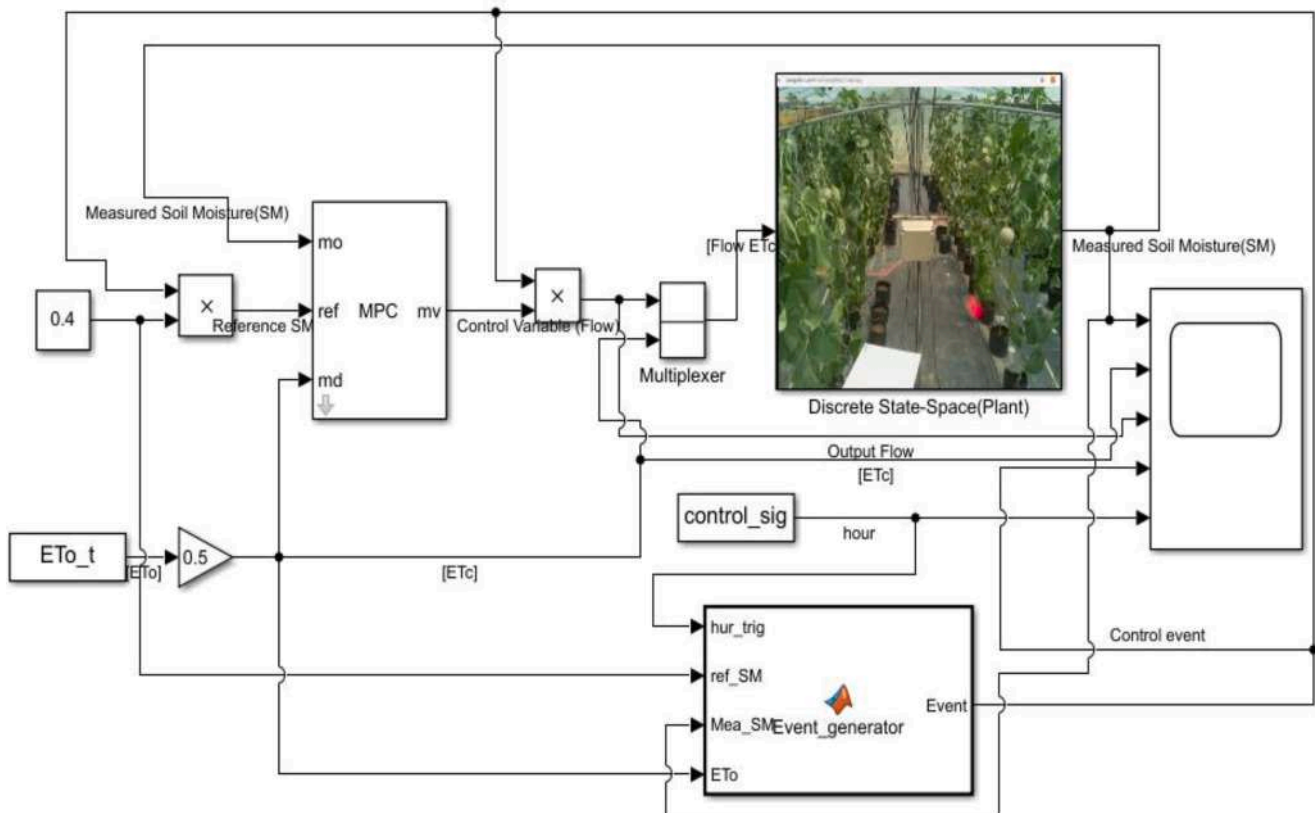 Measured Soil Moisture(SM)
mo
ref
MPC
mv
md
0.4
×
Reference SM
Control Variable (Flow)
×
Multiplexer
[Flow ETc
Discrete State-Space(Plant)
Measured Soil Moisture(SM)
Output Flow
[ETc]
control_sig
hour
ETo_t
[ETo]
0.5
[ETc]
hur_trig
ref_SM
Mea_SM
ETo
Event_generator
Event
Control event